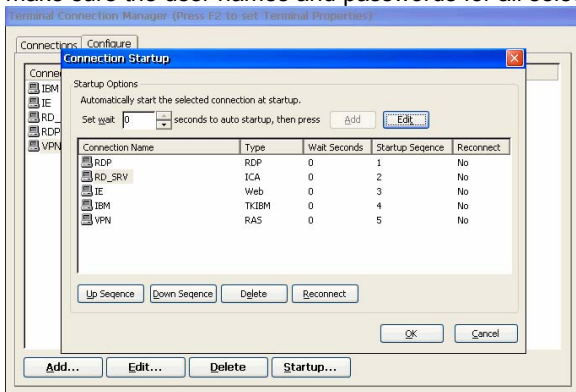 make sure the user names and passwords for all sele
Terminal Connection Manager (Press F2 to set Terminal Properties)
Connections Configure
Connection Startup
Conne
IBM
IE
RD_
RDP
VPN
Startup Options
Automatically start the selected connection at startup.
Set wait 0 seconds to auto startup, then press Add Edit
Connection Name Type Wait Seconds Startup Seqence Reconnect
RDP RDP 0 1 No
RD_SRV ICA 0 2 No
IE Web 0 3 No
IBM TKIBM 0 4 No
VPN RAS 0 5 No
Up Seqence Down Seqence Delete Reconnect
OK Cancel
Add... Edit... Delete Startup...